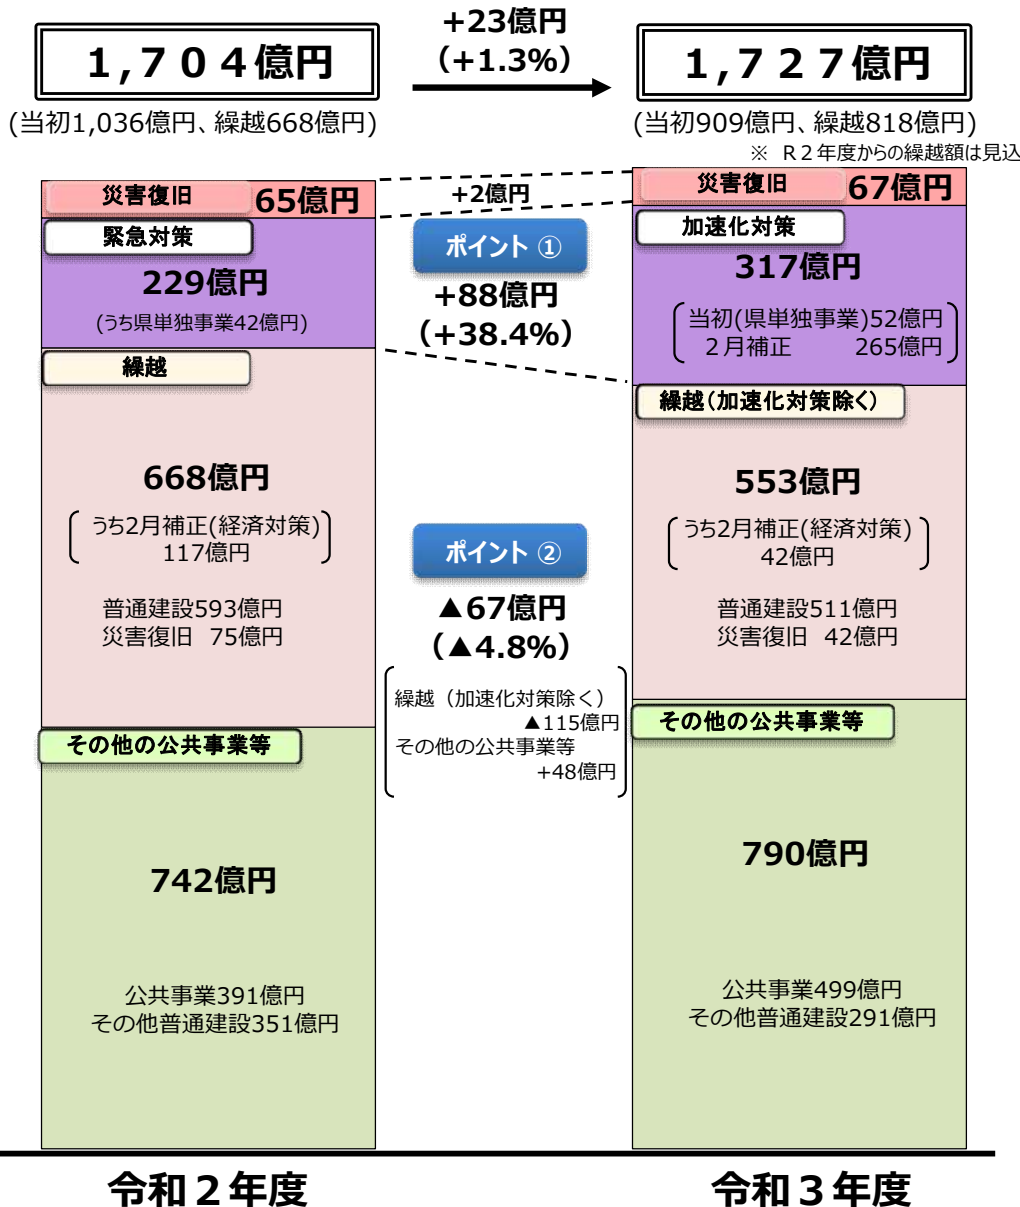 1,704億円
+23億円
(+1.3%)
1,727億円
(当初1,036億円、繰越668億円)
(当初909億円、繰越818億円)
※ R2年度からの繰越額は見込
災害復旧 65億円
+2億円
災害復旧 67億円
緊急対策
229億円
(うち県単独事業42億円)
ポイント ①
+88億円
(+38.4%)
加速化対策
317億円
当初(県単独事業)52億円
2月補正 265億円
繰越
668億円
うち2月補正(経済対策)
117億円
普通建設593億円
災害復旧 75億円
ポイント ②
▲67億円
(▲4.8%)
繰越(加速化対策除く)
▲115億円
その他の公共事業等
+48億円
繰越(加速化対策除く)
553億円
うち2月補正(経済対策)
42億円
普通建設511億円
災害復旧 42億円
その他の公共事業等
742億円
公共事業391億円
その他普通建設351億円
その他の公共事業等
790億円
公共事業499億円
その他普通建設291億円
令和2年度
令和3年度